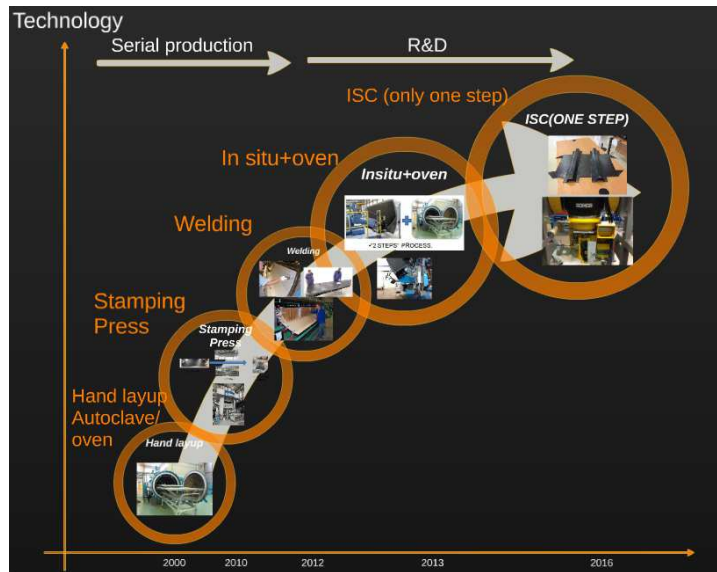 Technology
Serial production
R&D
ISC (only one step)
ISC(ONE STEP)
In situ+oven
Insitu+oven
✓"2 STEPS" PROCESS
Welding
Welding
Stamping
Press
Stamping
Press
Hand layup
Autoclave/
oven
Hand layup
2000
2010
2012
2013
2016